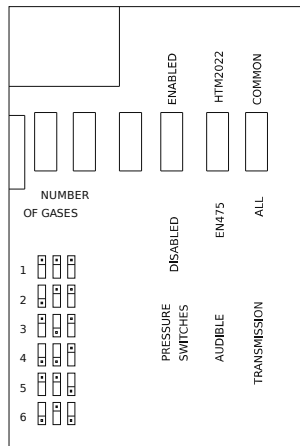 ENABLED
HTM2022
COMMON
NUMBER
OF GASES
DISABLED
EN475
ALL
1
2
3
4
5
6
PRESSURE
SWITCHES
AUDIBLE
TRANSMISSION